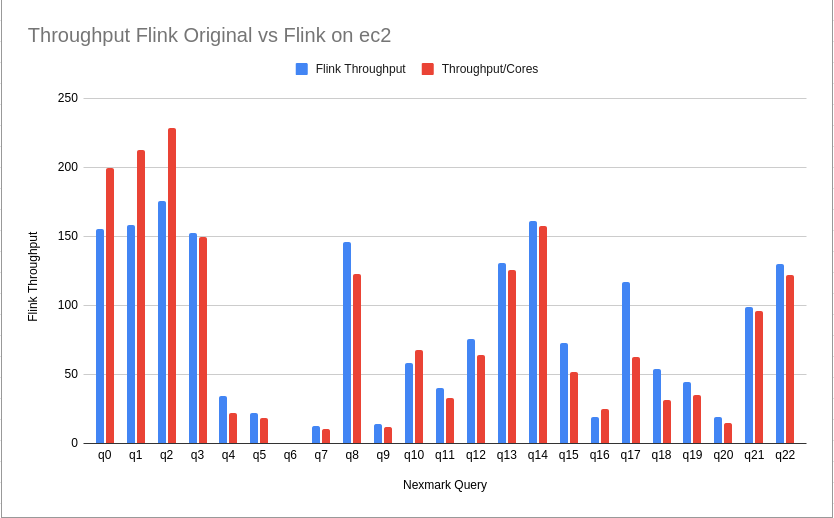 Throughput Flink Original vs Flink on ec2
Flink Throughput Throughput/Cores
250
200
150
100
50
0
Flink Throughput
q0 q1 q2 q3 q4 q5 q6 q7 q8 q9 q10 q11 q12 q13 q14 q15 q16 q17 q18 q19 q20 q21 q22
Nexmark Query